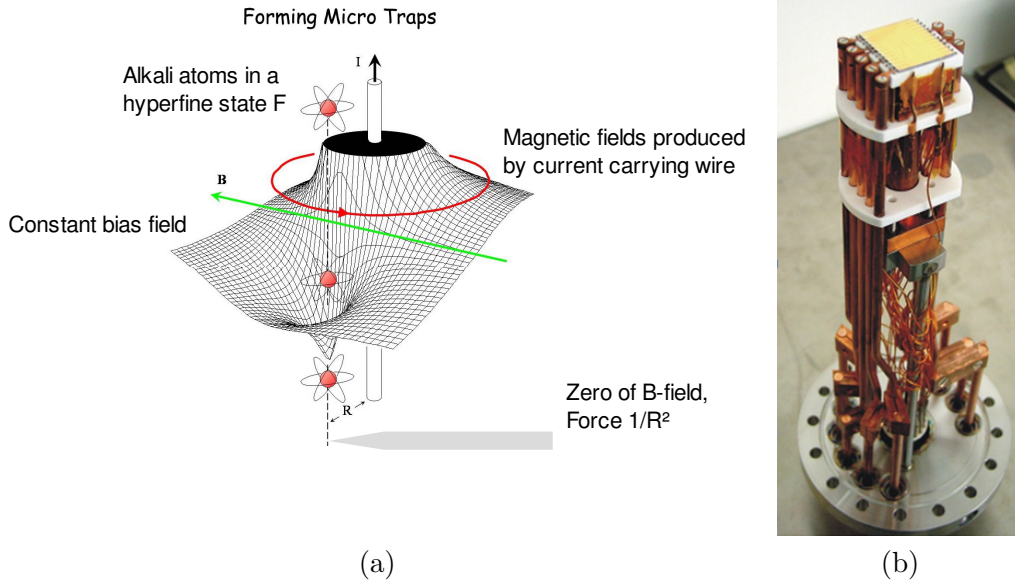 Forming Micro Traps
I
Alkali atoms in a
hyperfine state F
Magnetic fields produced
by current carrying wire
B
Constant bias field
R
Zero of B-field,
Force 1/R²
(a)
(b)